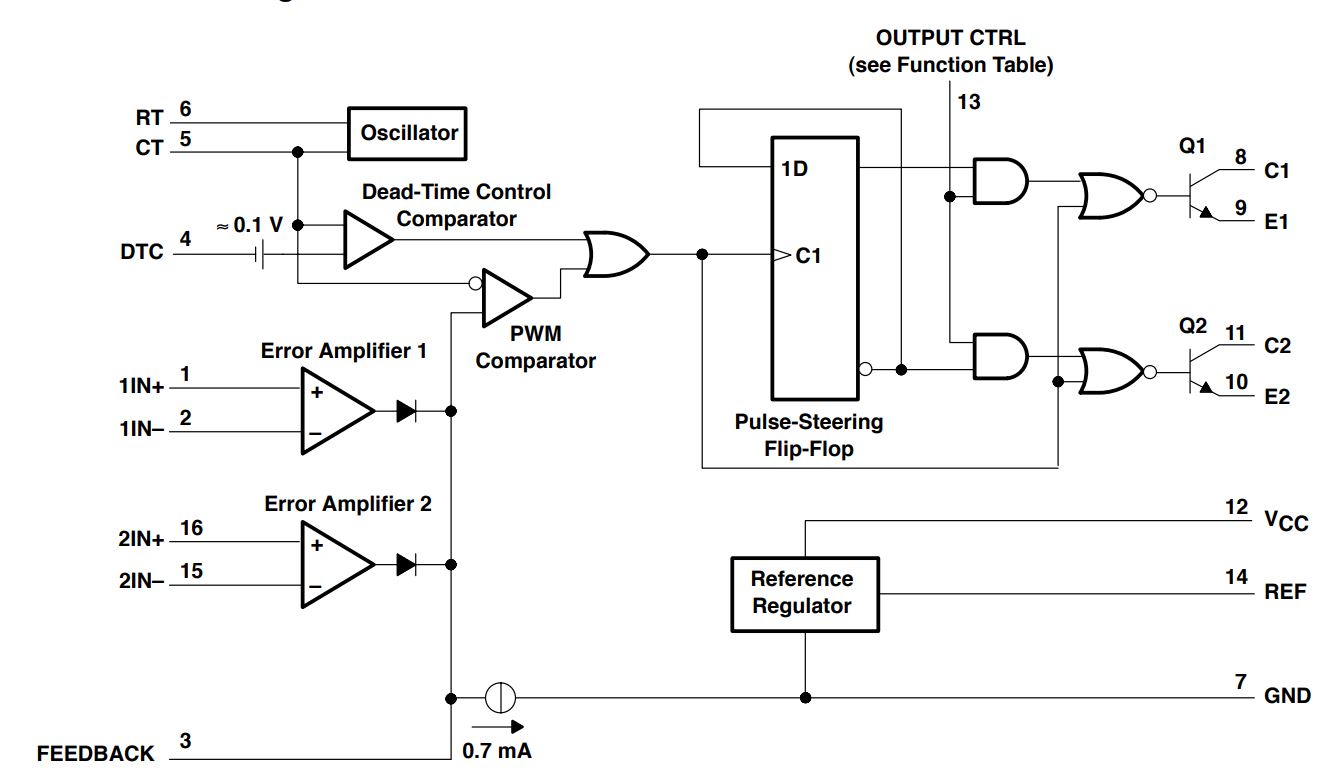 OUTPUT CTRL
(see Function Table)
13
RT 6
Oscillator
CT 5
Dead-Time Control
Comparator
≈ 0.1 V
DTC 4
1D
C1
Q1
8 C1
9 E1
PWM
Comparator
Error Amplifier 1
1IN+ 1
+
1IN– 2
–
Q2
11 C2
10 E2
Pulse-Steering
Flip-Flop
Error Amplifier 2
2IN+ 16
+
2IN– 15
–
12 VCC
Reference
Regulator
14 REF
7 GND
0.7 mA
FEEDBACK 3